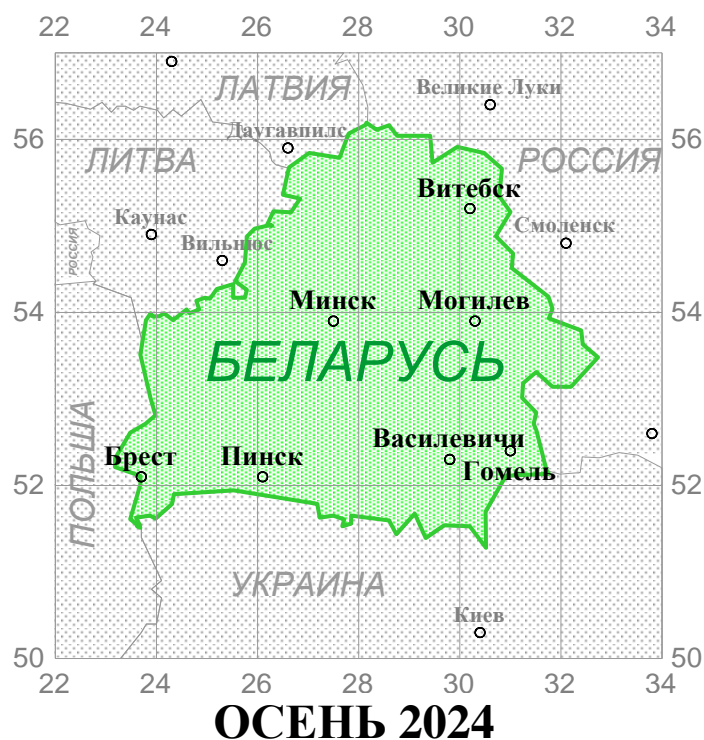 22 24 26 28 30 32 34
ЛАТВИЯ
Великие Луки
Даугавпилс
56 56
ЛИТВА
РОССИЯ
Витебск
Каунас
Смоленск
Вильнюс
РОССИЯ
Минск
Могилев
54 54
БЕЛАРУСЬ
ПОЛЬША
Василевичи
Брест
Пинск
Гомель
52 52
УКРАИНА
Киев
50 50
22 24 26 28 30 32 34
ОСЕНЬ 2024